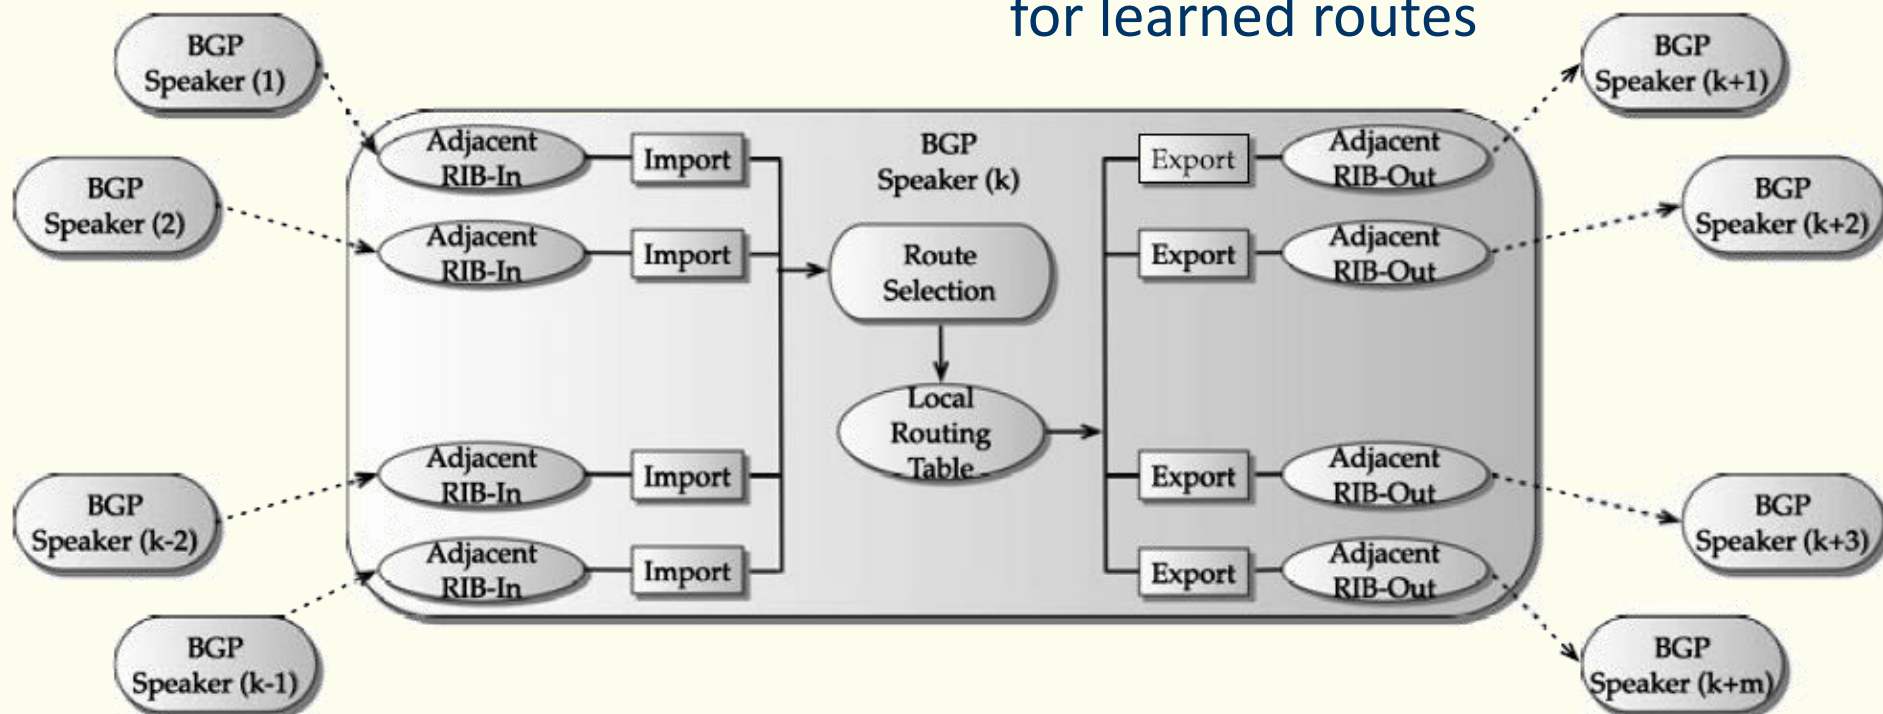 for learned routes
BGP
Speaker (1)
BGP
Speaker (2)
BGP
Speaker (k-2)
BGP
Speaker (k-1)
Adjacent
RIB-In
Import
Adjacent
RIB-In
Import
Adjacent
RIB-In
Import
Adjacent
RIB-In
Import
BGP
Speaker (k)
Route
Selection
Local
Routing
Table
Export
Adjacent
RIB-Out
Export
Adjacent
RIB-Out
Export
Adjacent
RIB-Out
Export
Adjacent
RIB-Out
BGP
Speaker (k+1)
BGP
Speaker (k+2)
BGP
Speaker (k+3)
BGP
Speaker (k+m)